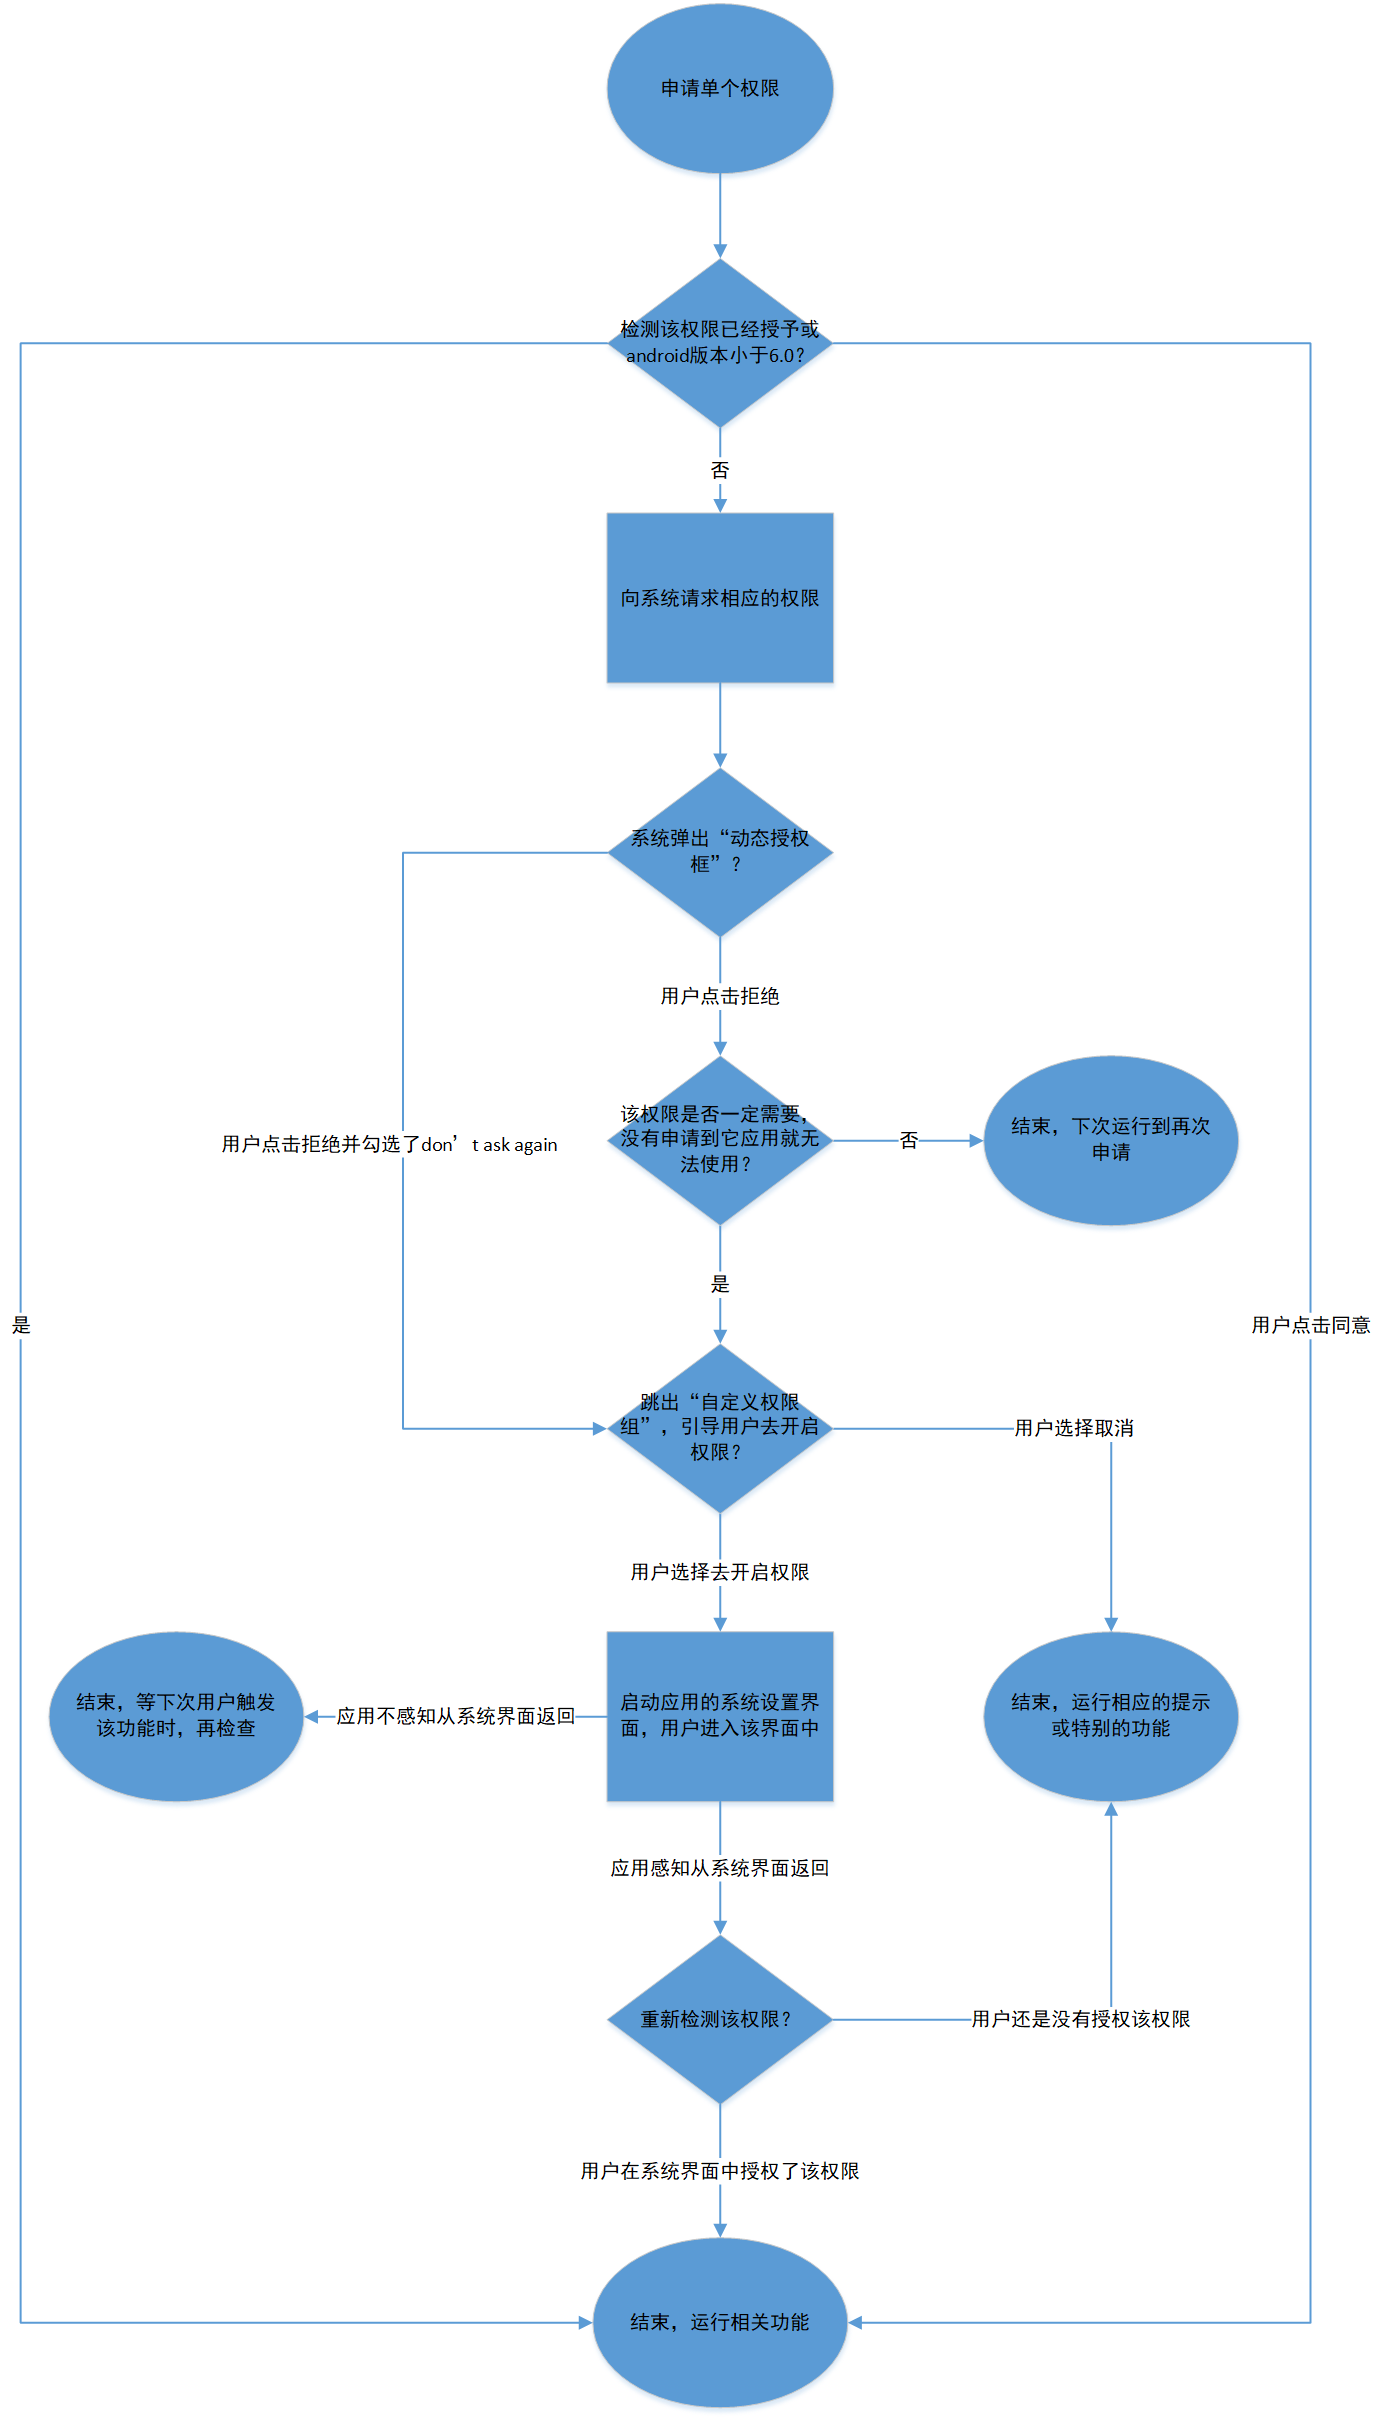 申请单个权限
检测该权限已经授予或
android版本小于6.0？
否
向系统请求相应的权限
系统弹出“动态授权
框”？
用户点击拒绝
该权限是否一定需要，
没有申请到它应用就无
法使用？
否
结束，下次运行到再次
申请
用户点击拒绝并勾选了don’t ask again
是
是
用户点击同意
跳出“自定义权限
组”，引导用户去开启
权限？
用户选择取消
用户选择去开启权限
结束，等下次用户触发
该功能时，再检查
应用不感知从系统界面返回
启动应用的系统设置界
面，用户进入该界面中
结束，运行相应的提示
或特别的功能
应用感知从系统界面返回
重新检测该权限？
用户还是没有授权该权限
用户在系统界面中授权了该权限
结束，运行相关功能